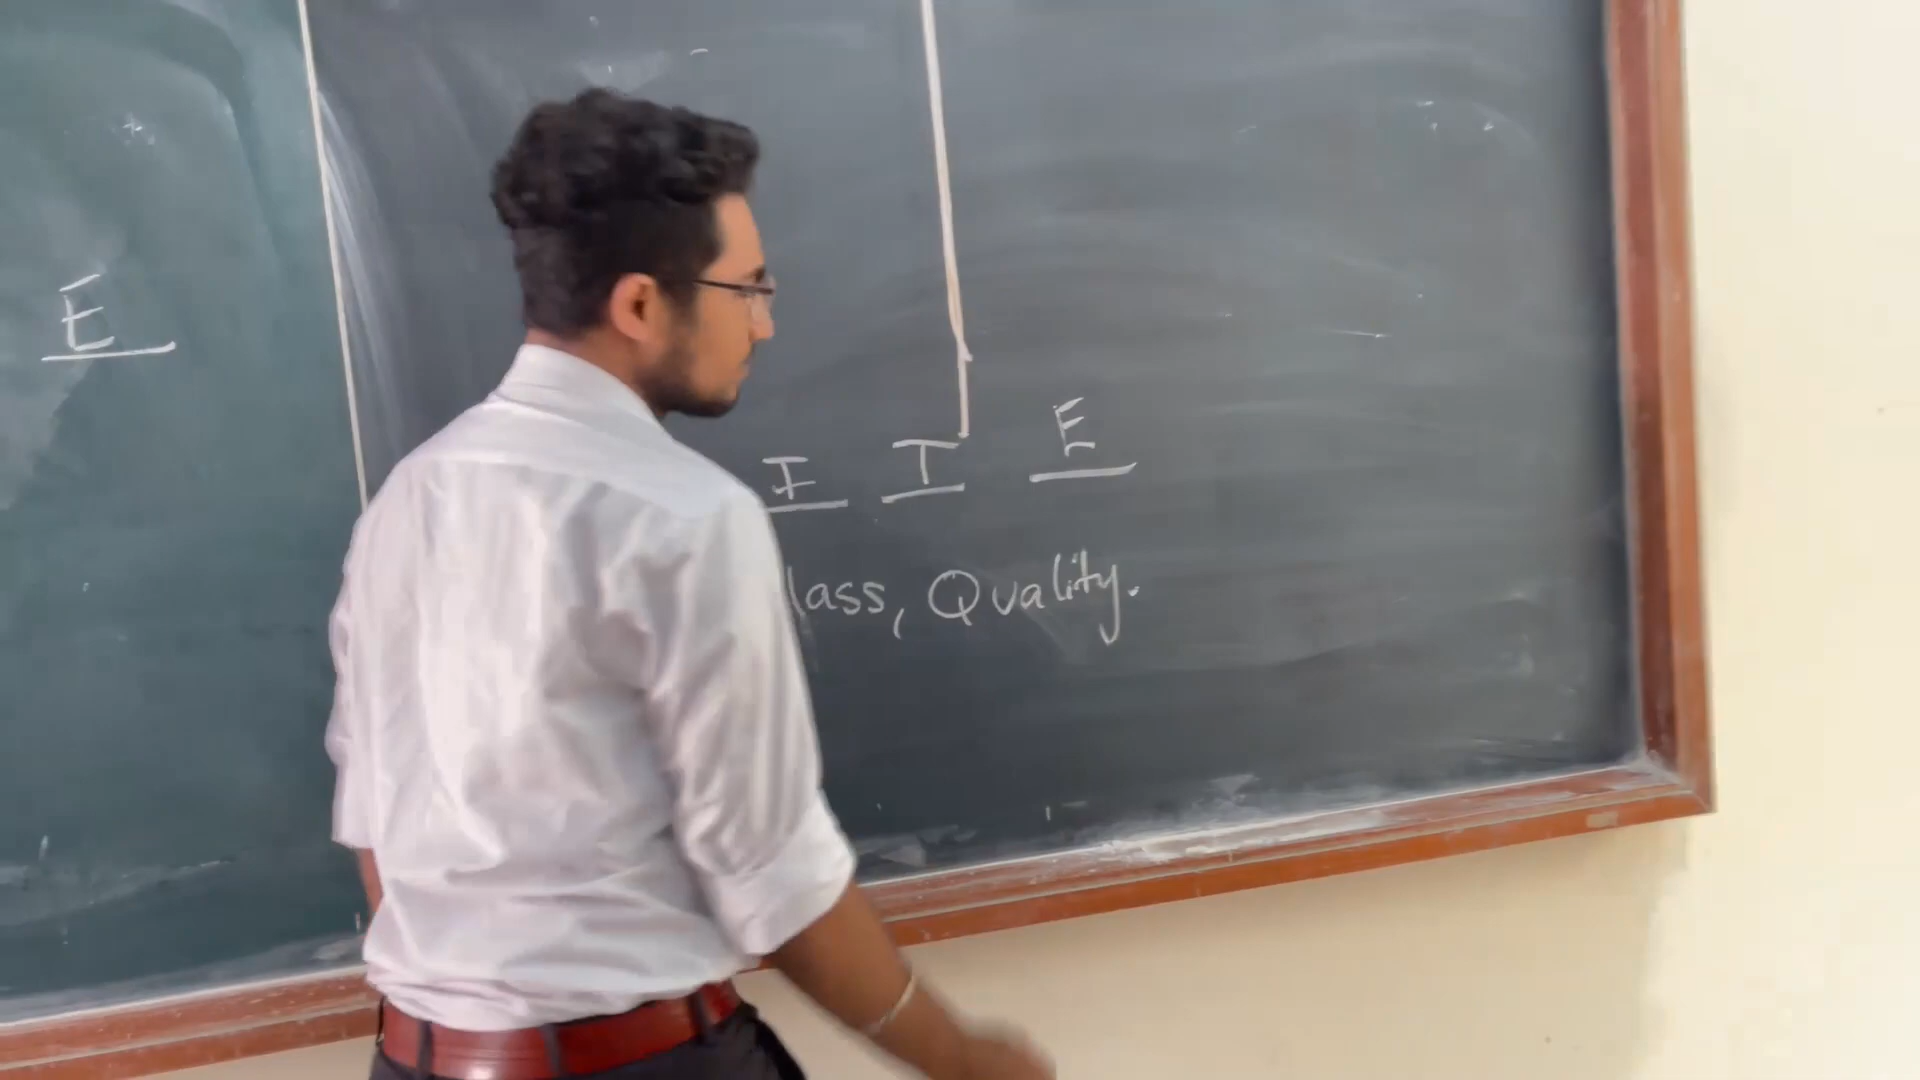 E
I T E
lass, Quality.